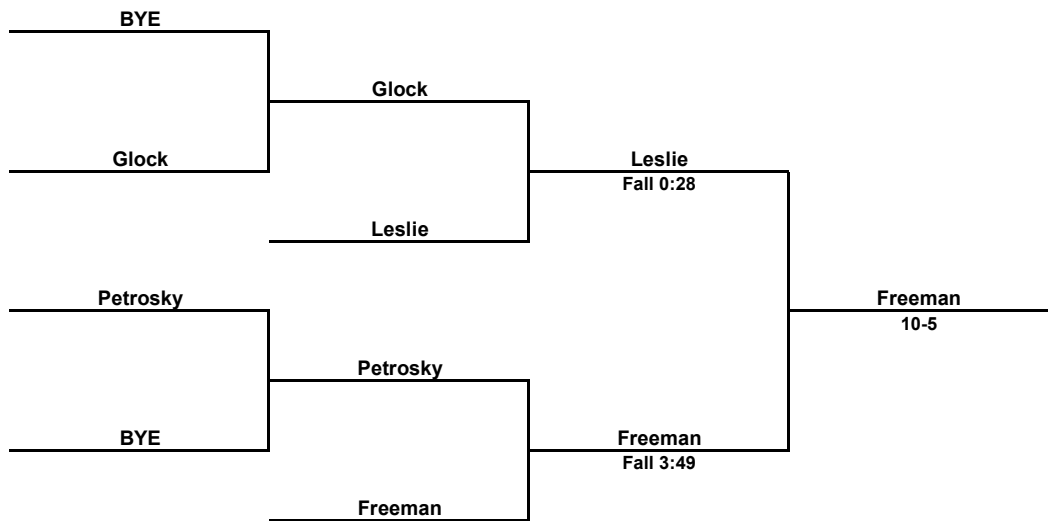 BYE
Glock
Glock
Leslie
Fall 0:28
Leslie
Petrosky
Freeman
10-5
Petrosky
BYE
Freeman
Fall 3:49
Freeman